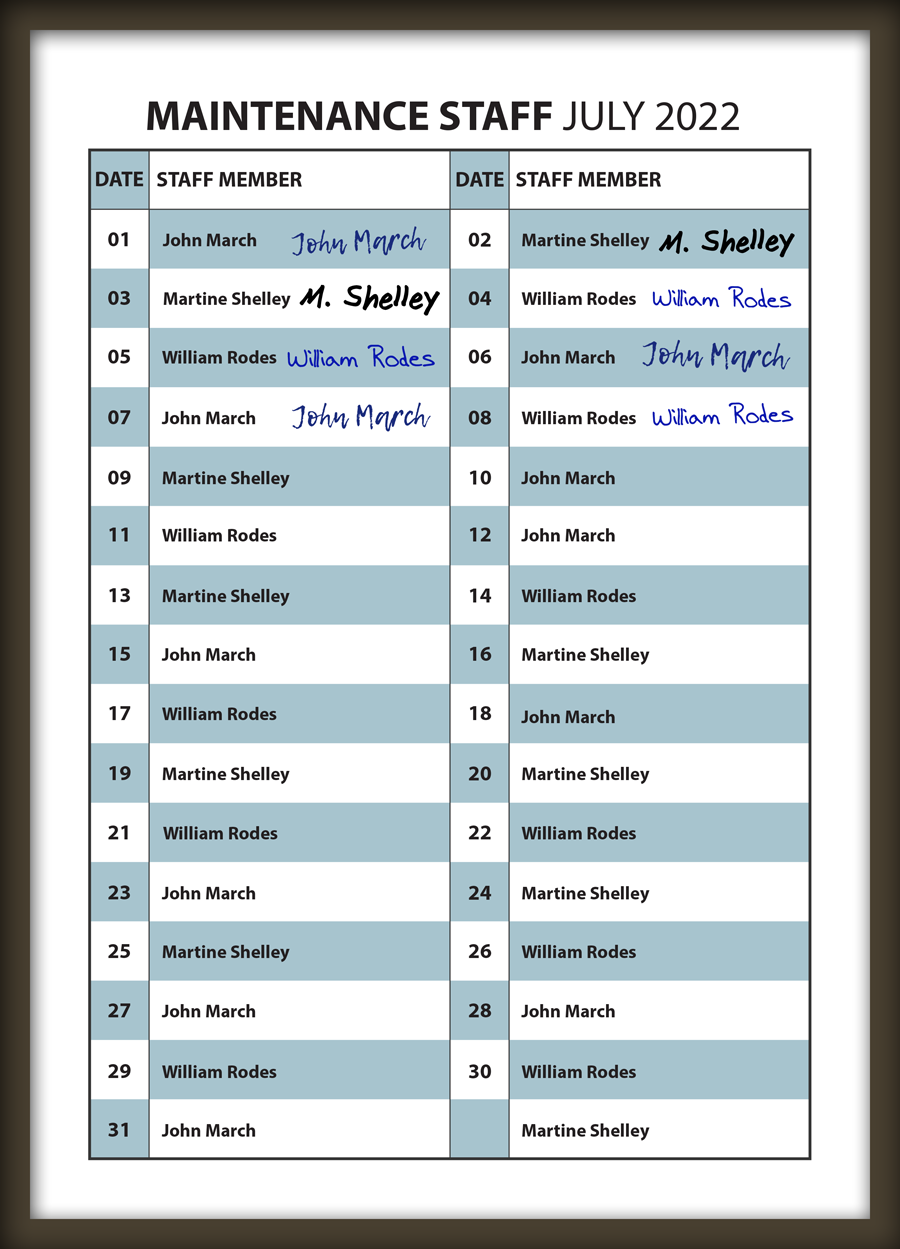 MAINTENANCE STAFF JULY 2022
DATE STAFF MEMBER DATE STAFF MEMBER
01 John March John March 02 Martine Shelley M. Shelley
03 Martine Shelley M. Shelley 04 William Rodes William Rodes
05 William Rodes William Rodes 06 John March John March
07 John March John March 08 William Rodes William Rodes
09 Martine Shelley 10 John March
11 William Rodes 12 John March
13 Martine Shelley 14 William Rodes
15 John March 16 Martine Shelley
17 William Rodes 18 John March
19 Martine Shelley 20 Martine Shelley
21 William Rodes 22 William Rodes
23 John March 24 Martine Shelley
25 Martine Shelley 26 William Rodes
27 John March 28 John March
29 William Rodes 30 William Rodes
31 John March Martine Shelley